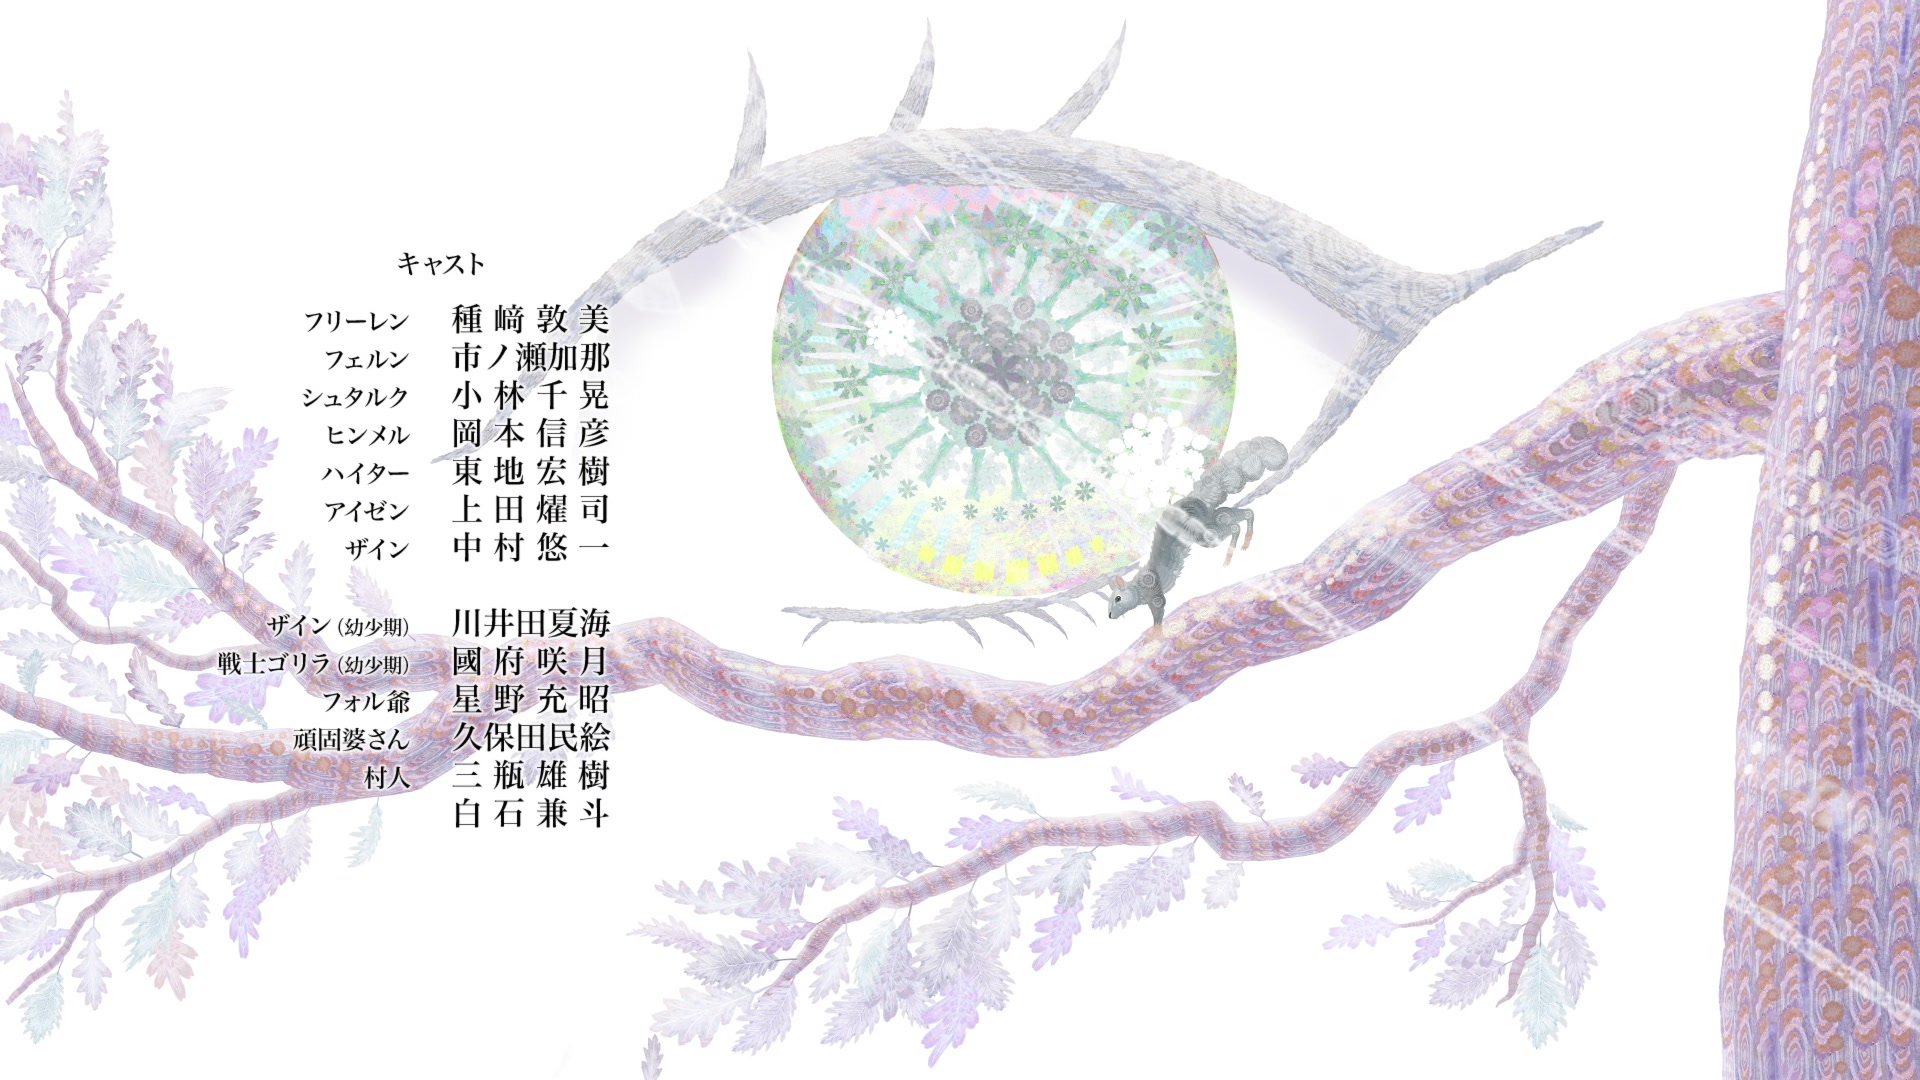 キャスト
フリーレン 種﨑敦美
フェルン 市ノ瀬加那
シュタルク 小林千晃
ヒンメル 岡本信彦
ハイター 東地宏樹
アイゼン 上田燿司
ザイン 中村悠一
ザイン(幼少期) 川井田夏海
戦士ゴリラ(幼少期) 國府咲月
フォル爺 星野充昭
頑固婆さん 久保田民絵
村人 三瓶雄樹
白石兼斗